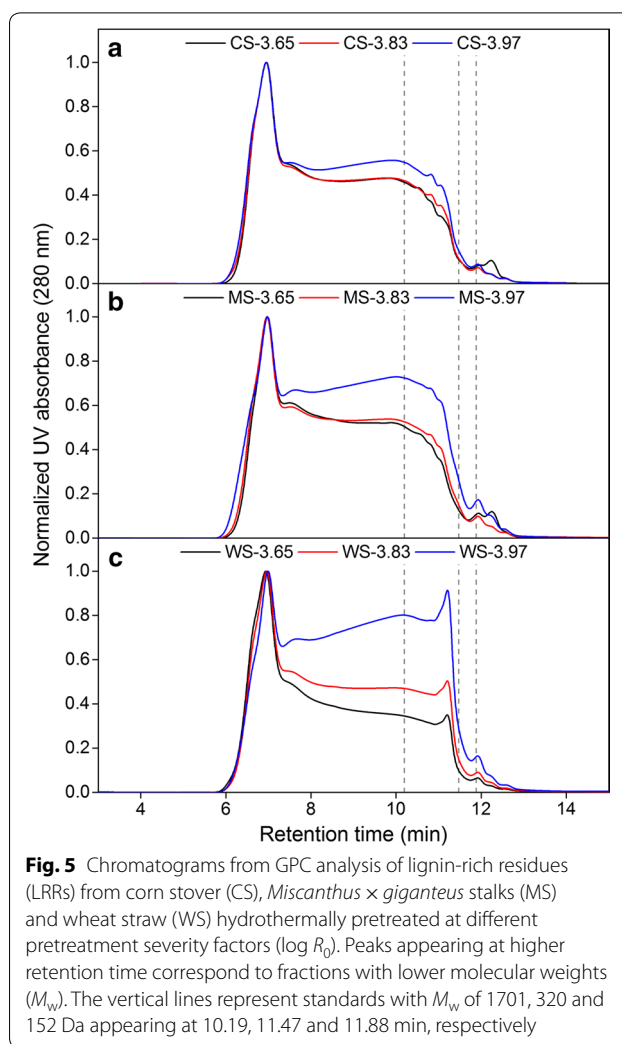 a
CS-3.65 CS-3.83 CS-3.97
1.0
0.8
0.6
0.4
0.2
0.0
b
MS-3.65 MS-3.83 MS-3.97
1.0
0.8
0.6
0.4
0.2
0.0
c
WS-3.65 WS-3.83 WS-3.97
1.0
0.8
0.6
0.4
0.2
0.0
Normalized UV absorbance (280 nm)
4 6 8 10 12 14
Retention time (min)
Fig. 5 Chromatograms from GPC analysis of lignin-rich residues
(LRRs) from corn stover (CS), Miscanthus × giganteus stalks (MS)
and wheat straw (WS) hydrothermally pretreated at different
pretreatment severity factors (log R0). Peaks appearing at higher
retention time correspond to fractions with lower molecular weights
(Mw). The vertical lines represent standards with Mw of 1701, 320 and
152 Da appearing at 10.19, 11.47 and 11.88 min, respectively